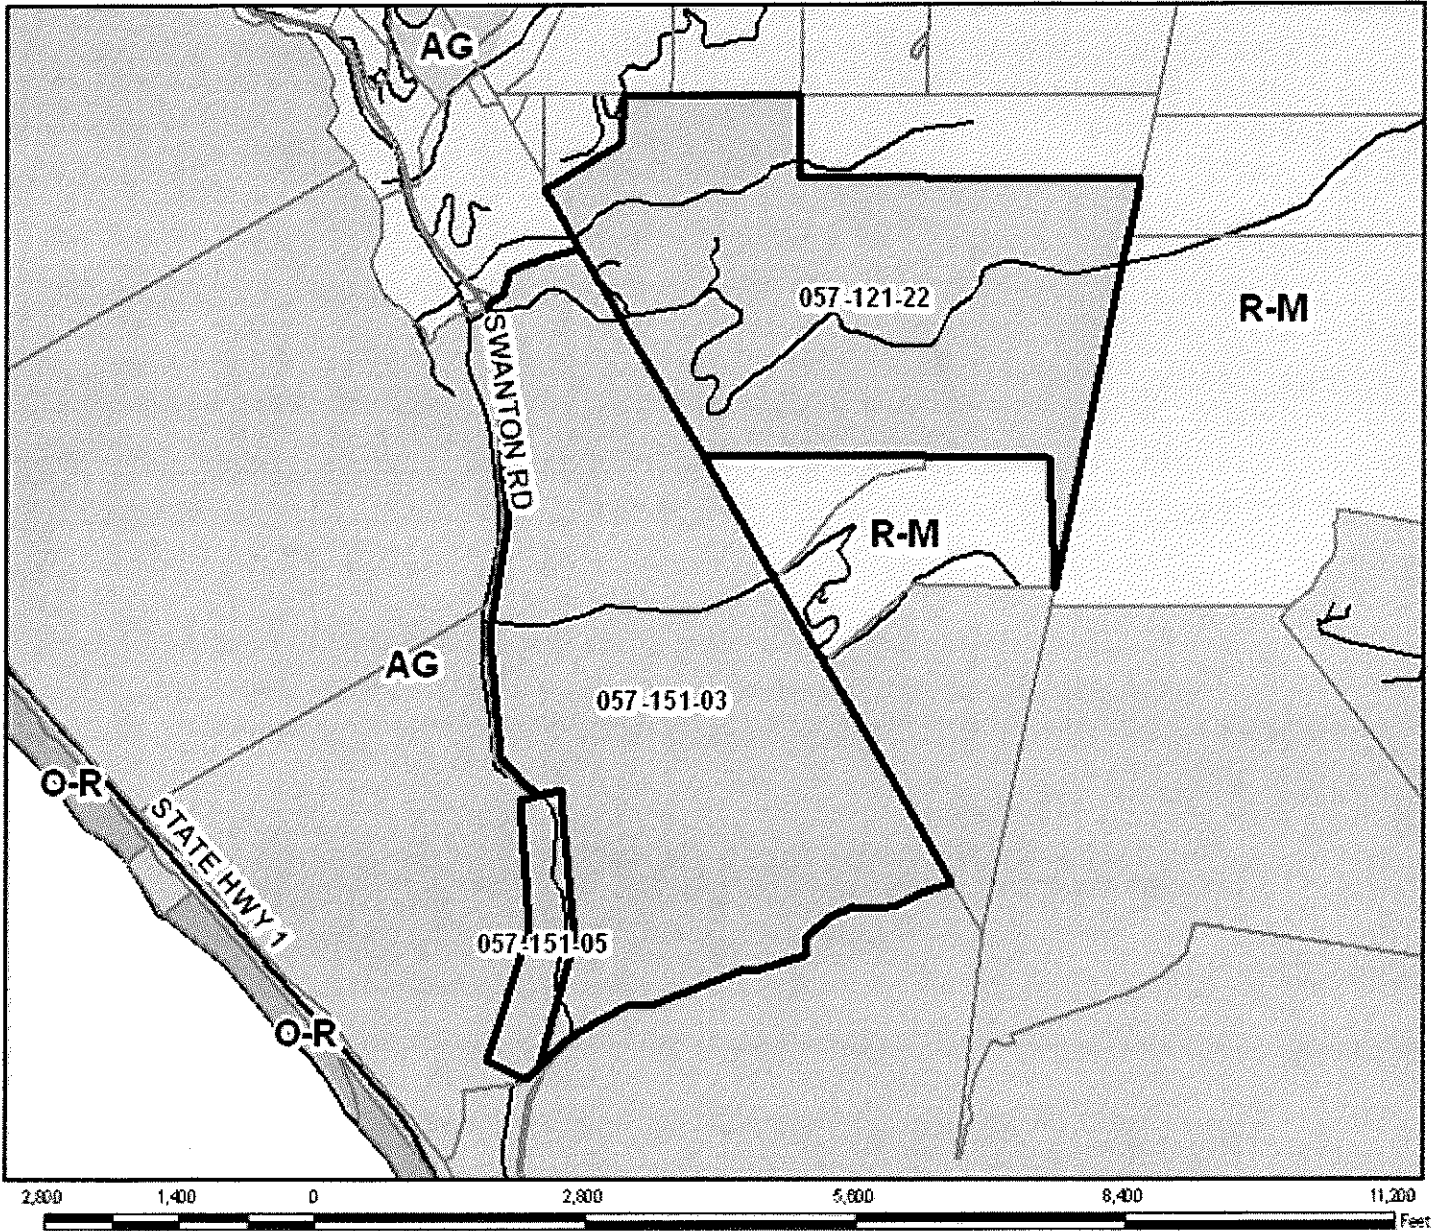 AG
057-121-22
R-M
SWANTON RD
R-M
AG
057-151-03
O-R
STATE HWY 1
057-151-05
O-R
2,800 1,400 0 2,800 5,600 8,400 11,200
Feet